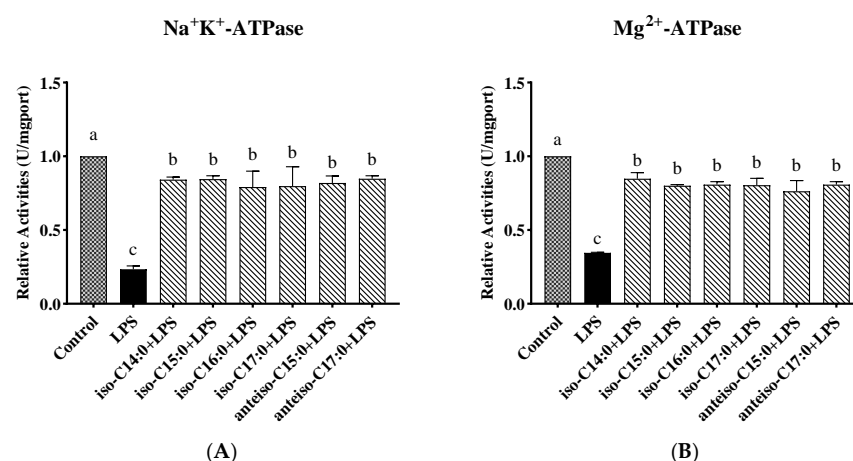 Na⁺K⁺-ATPase
Relative Activities (U/mgport)
1.5
1.0
0.5
0.0
a
c
b
b
b
b
b
b
Control
LPS
iso-C14:0+LPS
iso-C15:0+LPS
iso-C16:0+LPS
iso-C17:0+LPS
anteiso-C15:0+LPS
anteiso-C17:0+LPS
(A)
Mg²⁺-ATPase
Relative Activities (U/mgport)
1.5
1.0
0.5
0.0
a
c
b
b
b
b
b
b
Control
LPS
iso-C14:0+LPS
iso-C15:0+LPS
iso-C16:0+LPS
iso-C17:0+LPS
anteiso-C15:0+LPS
anteiso-C17:0+LPS
(B)